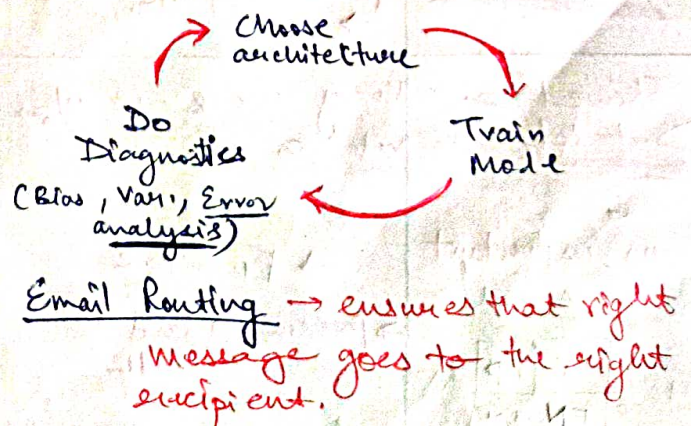 Choose
architecture
Train
Mode
Do
Diagnostics
(Bias, Var., Error
analysis)
Email Routing → ensures that right
message goes to the right
recipient.